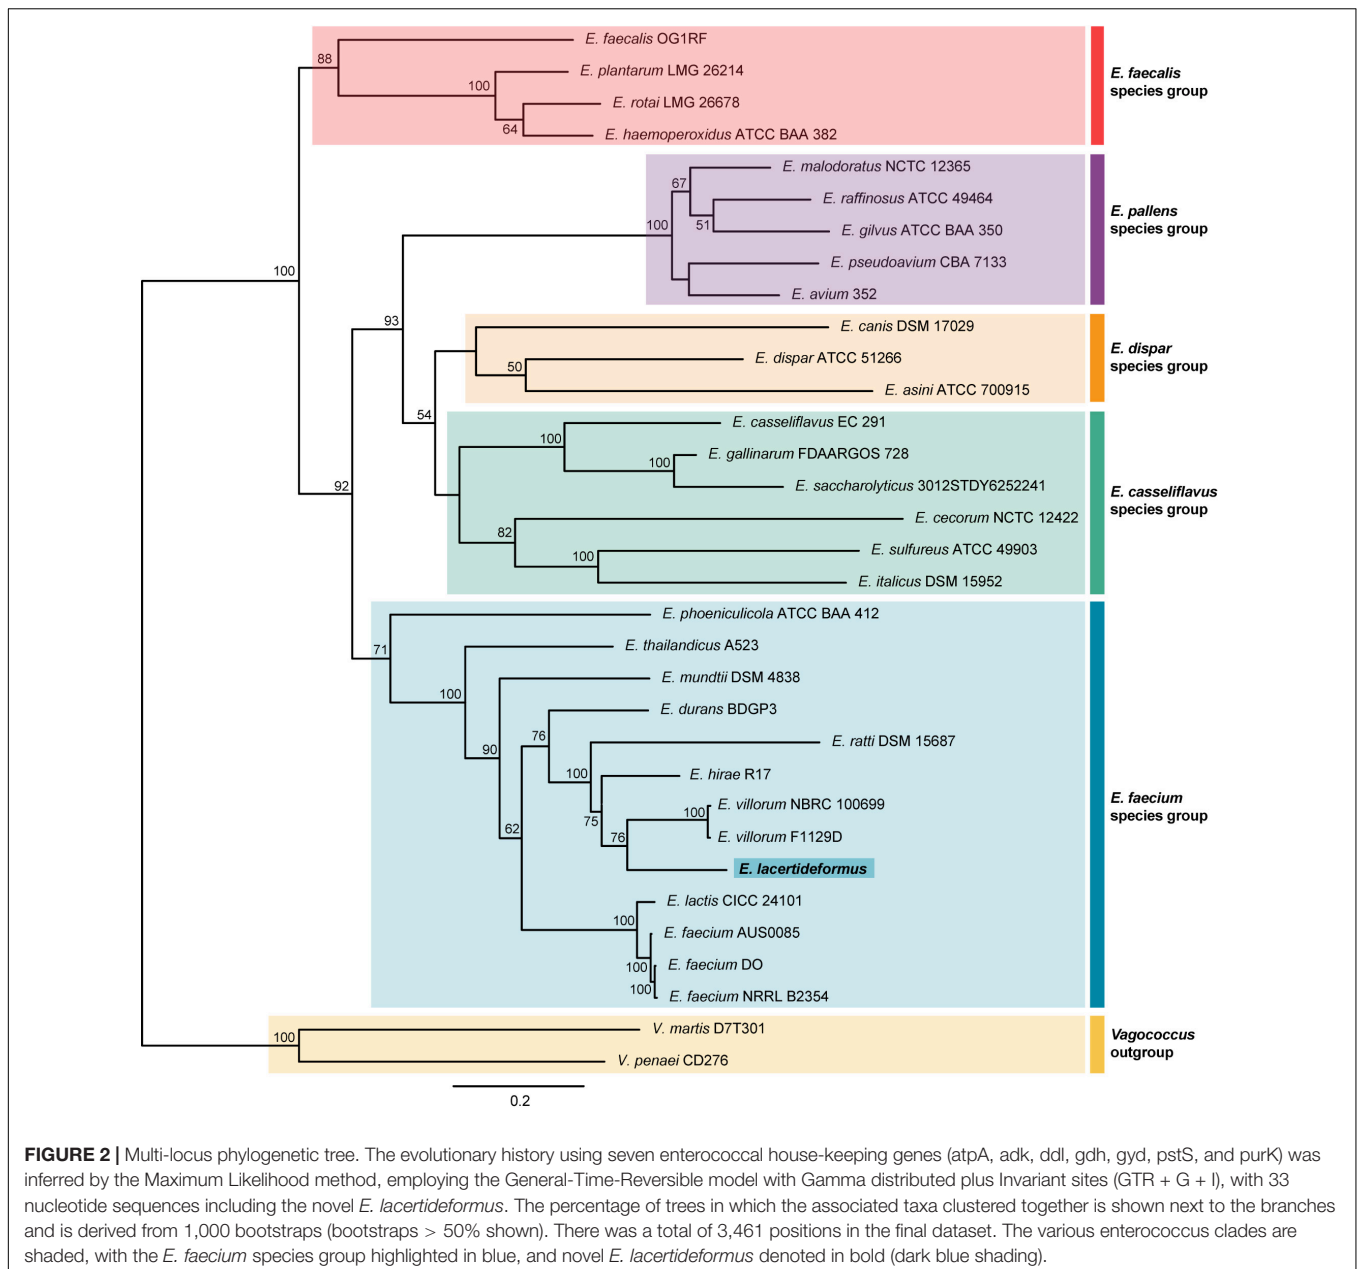 E. faecalis OG1RF
88
E. plantarum LMG 26214
E. faecalis
species group
100
E. rotai LMG 26678
64
E. haemoperoxidus ATCC BAA 382
E. malodoratus NCTC 12365
67
E. raffinosus ATCC 49464
E. pallens
species group
100
51
E. gilvus ATCC BAA 350
E. pseudoavium CBA 7133
100
E. avium 352
93
E. canis DSM 17029
E. dispar
species group
E. dispar ATCC 51266
50
E. asini ATCC 700915
54
E. casseliflavus EC 291
100
E. gallinarum FDAARGOS 728
100
E. saccharolyticus 3012STDY6252241
92
E. casseliflavus
species group
E. cecorum NCTC 12422
82
E. sulfureus ATCC 49903
100
E. italicus DSM 15952
E. phoeniculicola ATCC BAA 412
71
E. thailandicus A523
E. mundtii DSM 4838
100
E. durans BDGP3
76
E. ratti DSM 15687
90
100
E. hirae R17
E. faecium
species group
E. villorum NBRC 100699
100
75
62
76
E. villorum F1129D
E. lacertideformus
E. lactis CICC 24101
100
E. faecium AUS0085
100
E. faecium DO
100
E. faecium NRRL B2354
V. martis D7T301
100
Vagococcus
outgroup
V. penaei CD276
0.2
FIGURE 2 | Multi-locus phylogenetic tree. The evolutionary history using seven enterococcal house-keeping genes (atpA, adk, ddl, gdh, gyd, pstS, and purK) was
inferred by the Maximum Likelihood method, employing the General-Time-Reversible model with Gamma distributed plus Invariant sites (GTR + G + I), with 33
nucleotide sequences including the novel E. lacertideformus. The percentage of trees in which the associated taxa clustered together is shown next to the branches
and is derived from 1,000 bootstraps (bootstraps > 50% shown). There was a total of 3,461 positions in the final dataset. The various enterococcus clades are
shaded, with the E. faecium species group highlighted in blue, and novel E. lacertideformus denoted in bold (dark blue shading).